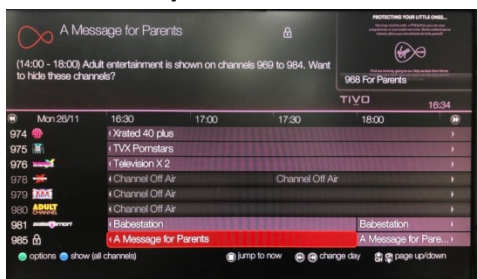 A Message for Parents
PROTECTING YOUR LITTLE ONES...
(14:00 - 18:00) Adult entertainment is shown on channels 969 to 984. Want
to hide these channels?
968 For Parents
TIVO 16:34
Mon 26/11 16:30 17:00 17:30 18:00
974 Xrated 40 plus
975 TVX Pornstars
976 Television X 2
978 Channel Off Air Channel Off Air
979 XXX Channel Off Air
980 ADULT CHANNEL Channel Off Air
981 Babestation Babestation
985 A Message for Parents A Message for Pare...
options show (all channels) jump to now change day page up/down